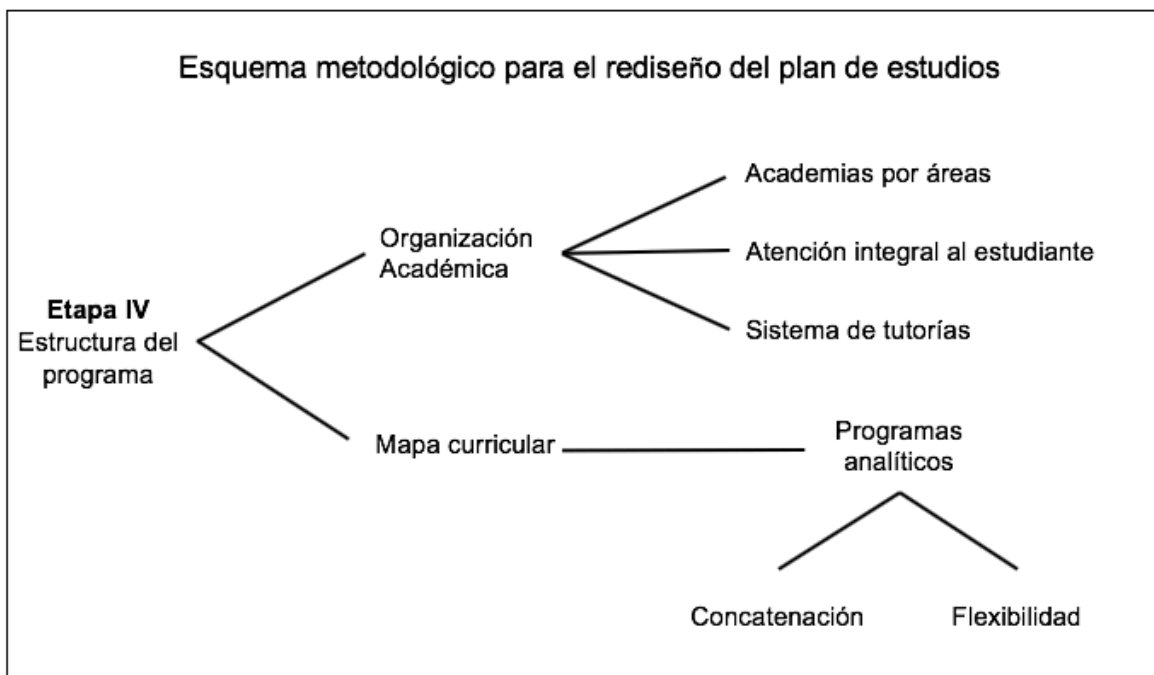 Esquema metodológico para el rediseño del plan de estudios
Academias por áreas
Organización
Académica
Atención integral al estudiante
Etapa IV
Estructura del
programa
Sistema de tutorías
Mapa curricular
Programas
analíticos
Concatenación
Flexibilidad